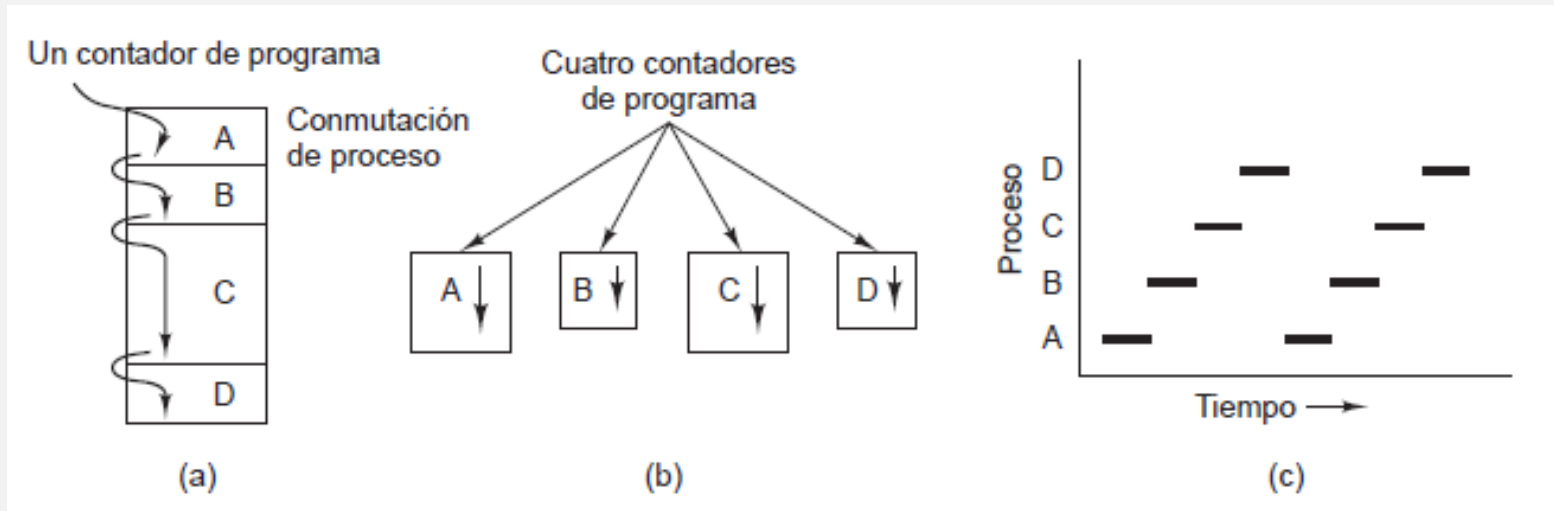 Un contador de programa
Conmutación
de proceso
A
B
C
D
(a)
Cuatro contadores
de programa
A
B
C
D
(b)
Proceso
D
C
B
A
Tiempo
(c)